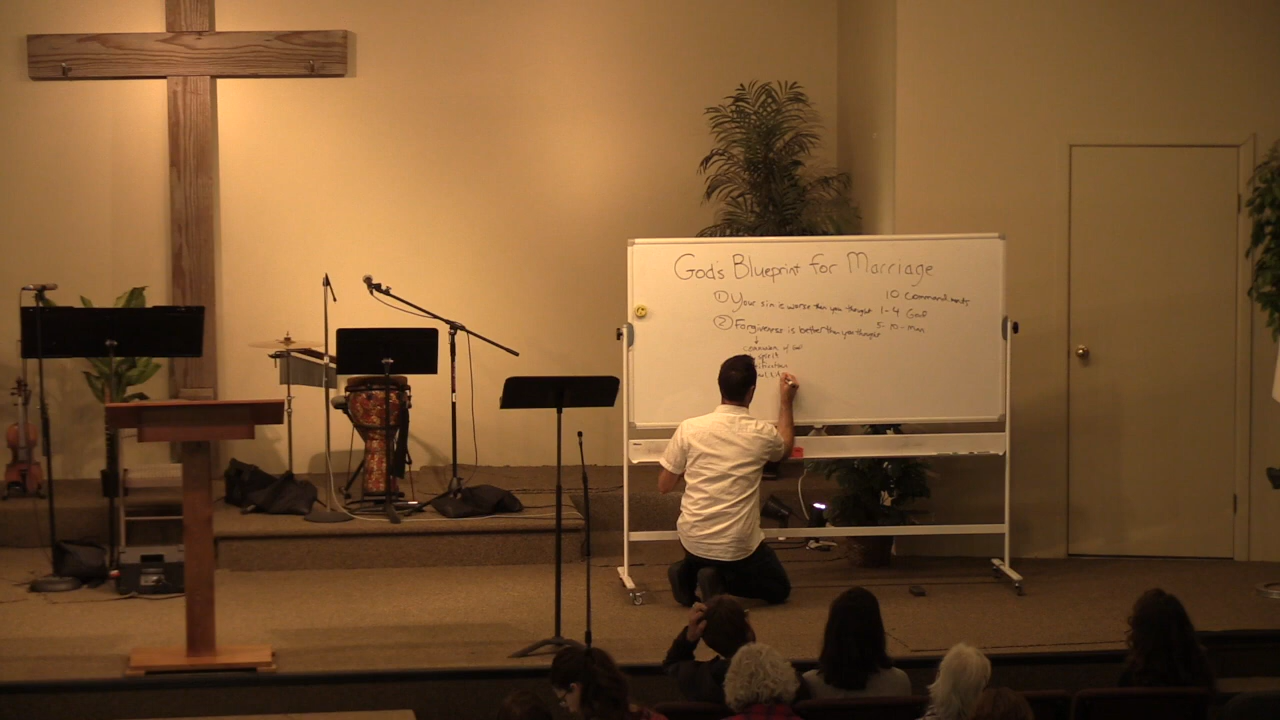 God's Blueprint for Marriage
① Your sin is worse than you thought
② Forgiveness is better than you thought
10 Commandments
1-4 God
5-10-man